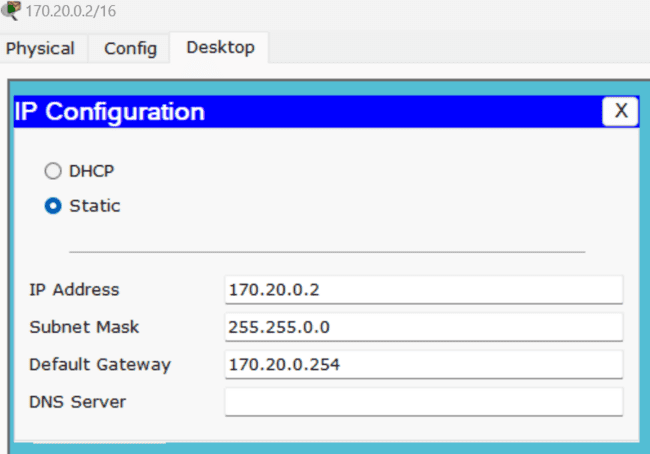 170.20.0.2/16
Physical Config Desktop
IP Configuration X
DHCP
Static
IP Address 170.20.0.2
Subnet Mask 255.255.0.0
Default Gateway 170.20.0.254
DNS Server